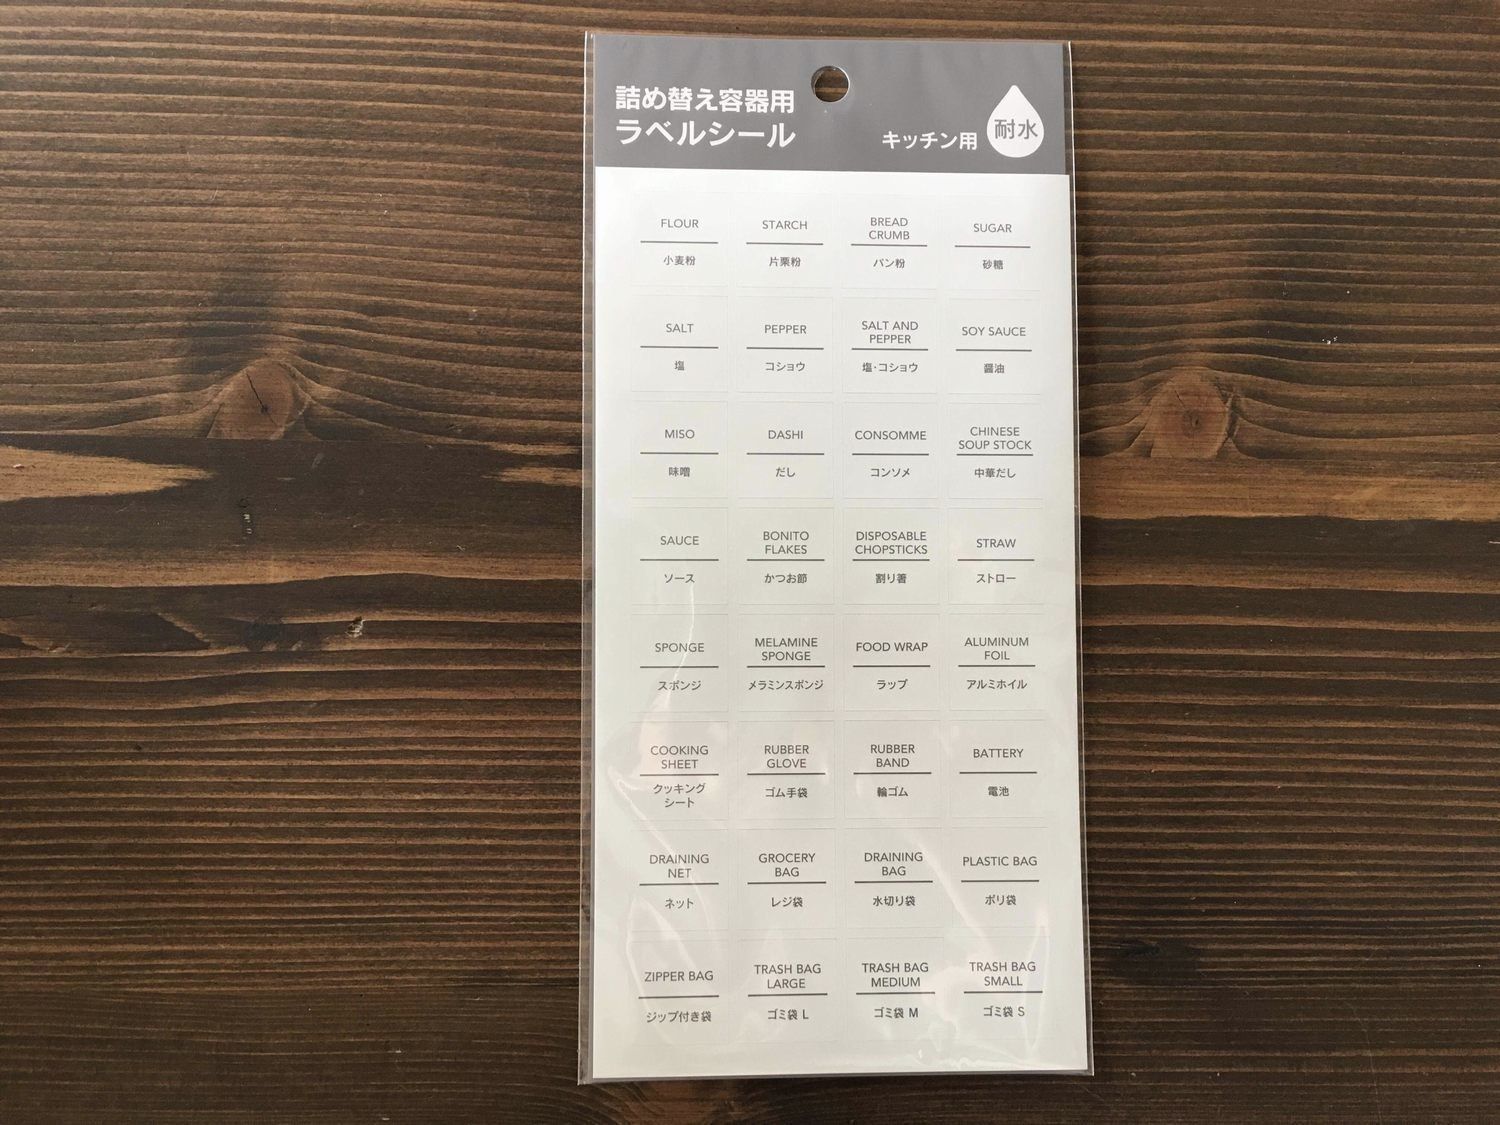 詰め替え容器用
ラベルシール
キッチン用
耐水
FLOUR
小麦粉
STARCH
片栗粉
BREAD
CRUMB
パン粉
SUGAR
砂糖
SALT
塩
PEPPER
コショウ
SALT AND
PEPPER
塩·コショウ
SOY SAUCE
醤油
MISO
味噌
DASHI
だし
CONSOMME
コンソメ
CHINESE
SOUP STOCK
中華だし
SAUCE
ソース
BONITO
FLAKES
かつお節
DISPOSABLE
CHOPSTICKS
割り箸
STRAW
ストロー
SPONGE
スポンジ
MELAMINE
SPONGE
メラミンスポンジ
FOOD WRAP
ラップ
ALUMINUM
FOIL
アルミホイル
COOKING
SHEET
クッキング
シート
RUBBER
GLOVE
ゴム手袋
RUBBER
BAND
輪ゴム
BATTERY
電池
DRAINING
NET
ネット
GROCERY
BAG
レジ袋
DRAINING
BAG
水切り袋
PLASTIC BAG
ポリ袋
ZIPPER BAG
ジップ付き袋
TRASH BAG
LARGE
ゴミ袋 L
TRASH BAG
MEDIUM
ゴミ袋 M
TRASH BAG
SMALL
ゴミ袋 S